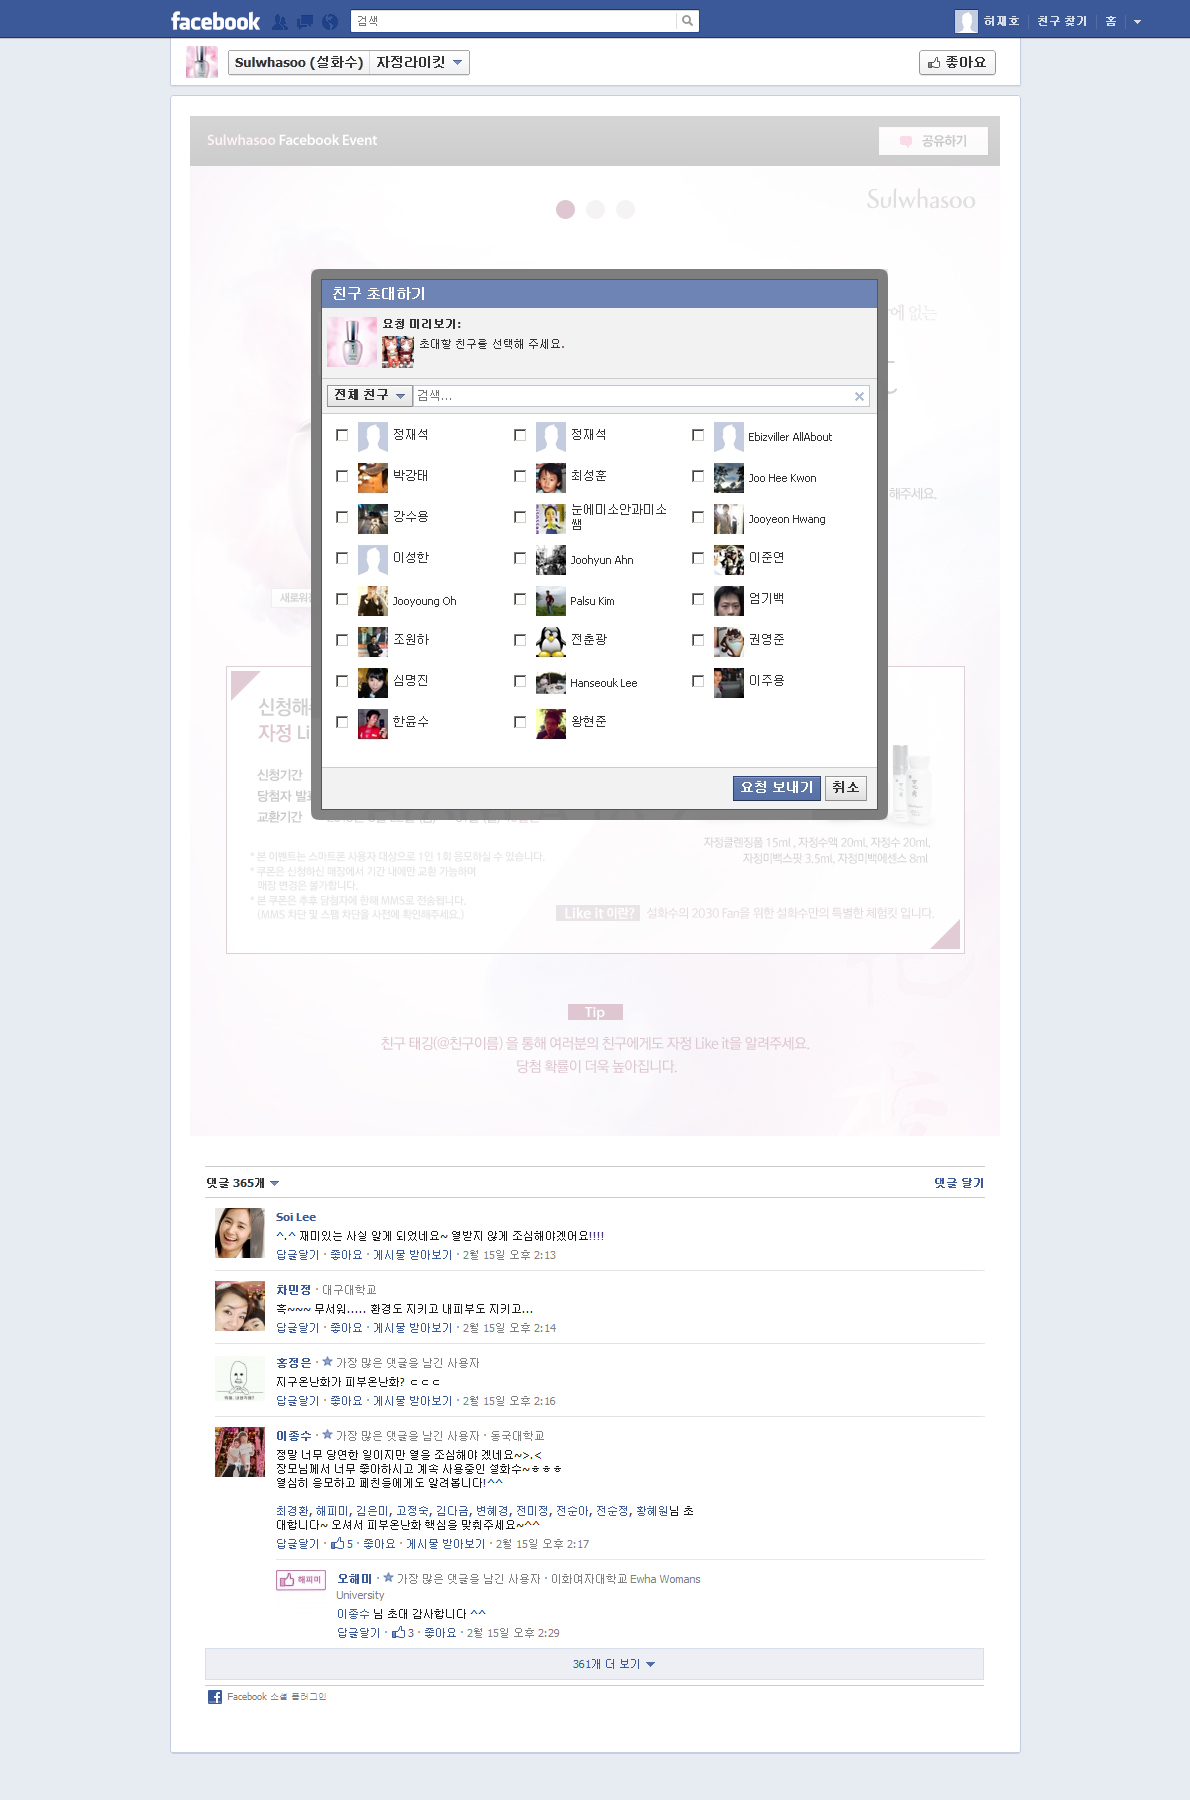 facebook
검색
허재호
친구 찾기
홈
Sulwhasoo (설화수)
자정라이킷
좋아요
Sulwhasoo Facebook Event
공유하기
Sulwhasoo
친구 초대하기
요청 미리보기:
초대할 친구를 선택해 주세요.
전체 친구
검색...
정재석
정재석
Ebizviller AllAbout
박강태
최성훈
Joo Hee Kwon
강수용
눈에미소안과미소
쌤
Jooyeon Hwang
이성한
Joohyun Ahn
이준연
Jooyoung Oh
Palsu Kim
엄기백
조원하
전춘광
권영준
심명진
Hanseouk Lee
이주용
한윤수
왕현준
요청 보내기
취소
에 없는
해주세요.
새로워진
신청해
자정 Li
신청기간
당첨자 발표
교환기간
* 본 이벤트는 스마트폰 사용자 대상으로 1인 1회 응모하실 수 있습니다.
* 쿠폰은 신청하신 매장에서 기간 내에만 교환 가능하며
매장 변경은 불가합니다.
* 본 쿠폰은 추후 당첨자에 한해 MMS로 전송됩니다.
(MMS 차단 및 스팸 차단을 사전에 확인해주세요.)
자정클렌징폼 15ml , 자정수액 20ml, 자정수 20ml,
자정미백스팟 3.5ml, 자정미백에센스 8ml
Like it 이란?
설화수의 2030 Fan을 위한 설화수만의 특별한 체험킷 입니다.
Tip
친구 태깅(@친구이름) 을 통해 여러분의 친구에게도 자정 Like it을 알려주세요.
당첨 확률이 더욱 높아집니다.
댓글 365개
댓글 달기
Soi Lee
^.^ 재미있는 사실 알게 되었네요~ 열받지 않게 조심해야겠어요!!!!
답글달기 · 좋아요 · 게시물 받아보기 · 2월 15일 오후 2:13
차민정 · 대구대학교
흑~~~ 무서워..... 환경도 지키고 내피부도 지키고...
답글달기 · 좋아요 · 게시물 받아보기 · 2월 15일 오후 2:14
홍정은 · 가장 많은 댓글을 남긴 사용자
지구온난화가 피부온난화? ㄷㄷㄷ
답글달기 · 좋아요 · 게시물 받아보기 · 2월 15일 오후 2:16
이종수 · 가장 많은 댓글을 남긴 사용자 · 동국대학교
정말 너무 당연한 일이지만 열을 조심해야 겠네요~>.<
장모님께서 너무 좋아하시고 계속 사용중인 설화수~ㅎㅎㅎ
열심히 응모하고 페친들에게도 알려봅니다!^^
최경환, 해피미, 김은미, 고정숙, 김다금, 변혜경, 전미정, 전순아, 전순정, 황혜원님 초
대합니다~ 오셔서 피부온난화 핵심을 맞춰주세요~^^
답글달기 · 5 · 좋아요 · 게시물 받아보기 · 2월 15일 오후 2:17
해피미
오혜미 · 가장 많은 댓글을 남긴 사용자 · 이화여자대학교 Ewha Womans
University
이종수 님 초대 감사합니다 ^^
답글달기 · 3 · 좋아요 · 2월 15일 오후 2:29
361개 더 보기
Facebook 소셜 플러그인